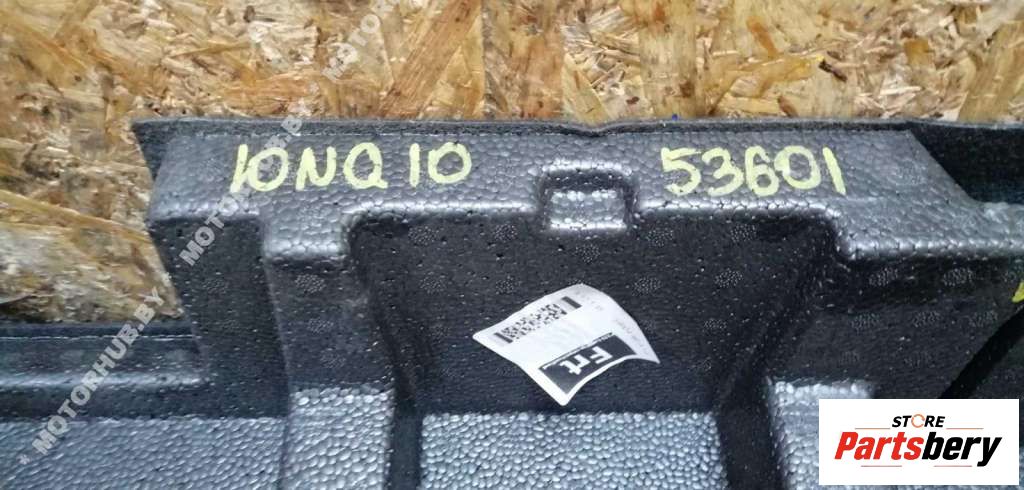 IONQ10 53601
Frt.
STORE
Partsbery
* MOTORHUB.BY
MOTORHUB.BY
MOTORHUB.BY